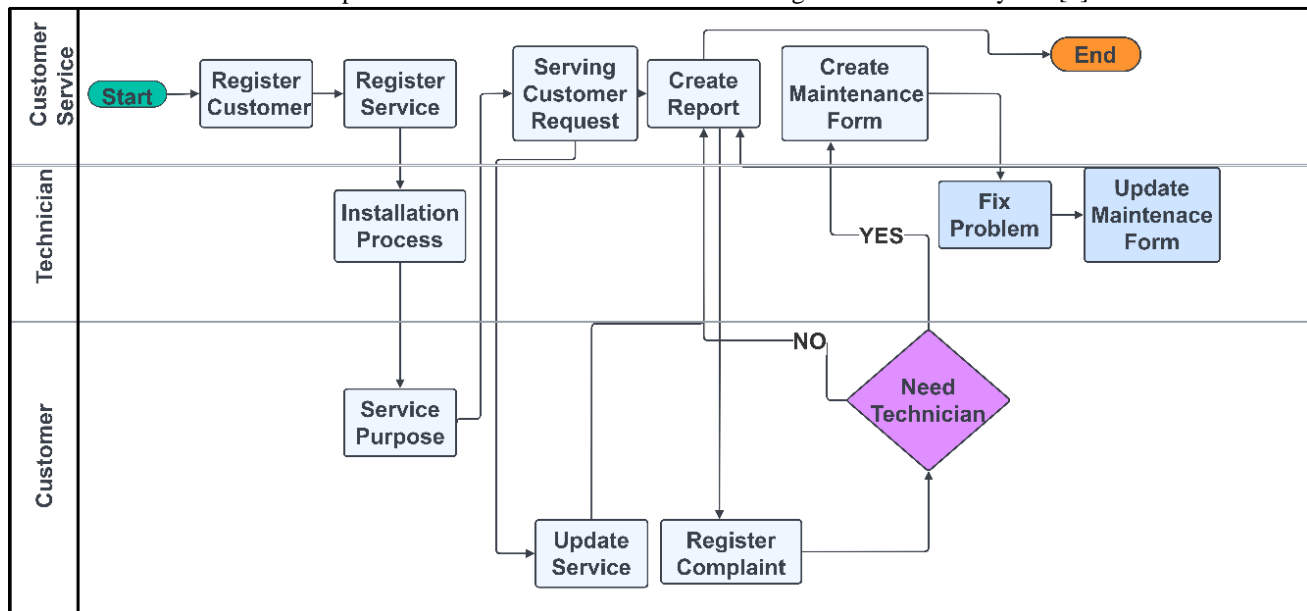 Customer
Service
Start
Register
Customer
Register
Service
Serving
Customer
Request
Create
Report
Create
Maintenance
Form
End
Technician
Installation
Process
Fix
Problem
Update
Maintenace
Form
YES
NO
Customer
Service
Purpose
Need
Technician
Update
Service
Register
Complaint